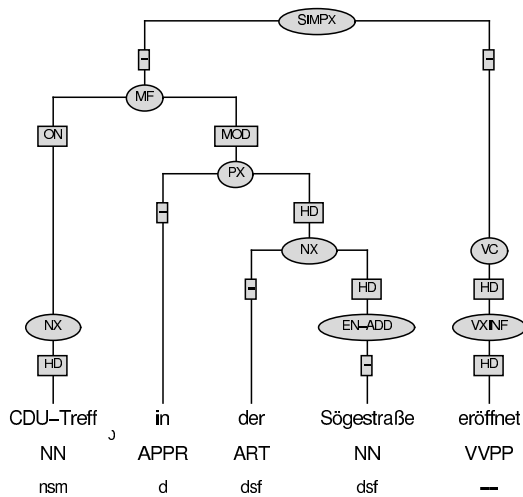 SIMPX
– –
MF
ON MOD
PX
– HD
NX VC
– HD HD
NX EN–ADD VXINF
HD – HD
CDU–Treff in der Sögestraße eröffnet
NN APPR ART NN VVPP
nsm d dsf dsf ––